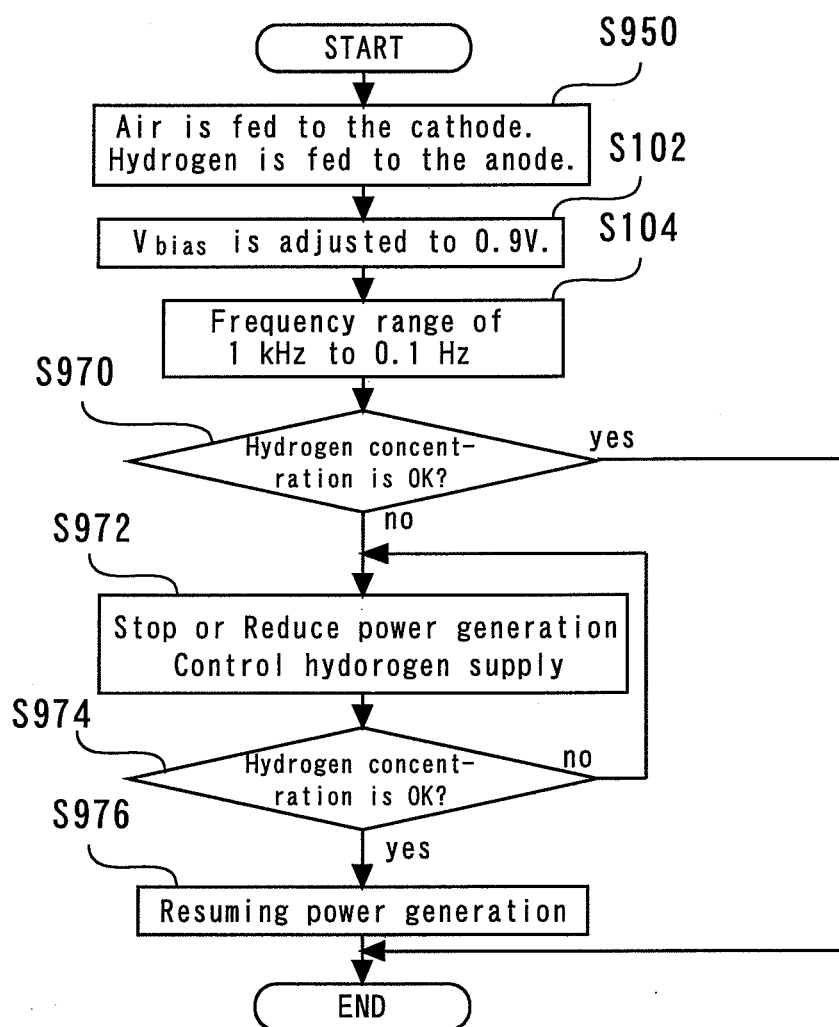 START
S950
Air is fed to the cathode.
Hydrogen is fed to the anode.
S102
Vbias is adjusted to 0.9V.
S104
Frequency range of
1 kHz to 0.1 Hz
S970
Hydrogen concent-
ration is OK?
yes
no
S972
Stop or Reduce power generation
Control hydorogen supply
S974
Hydrogen concent-
ration is OK?
no
S976
yes
Resuming power generation
END